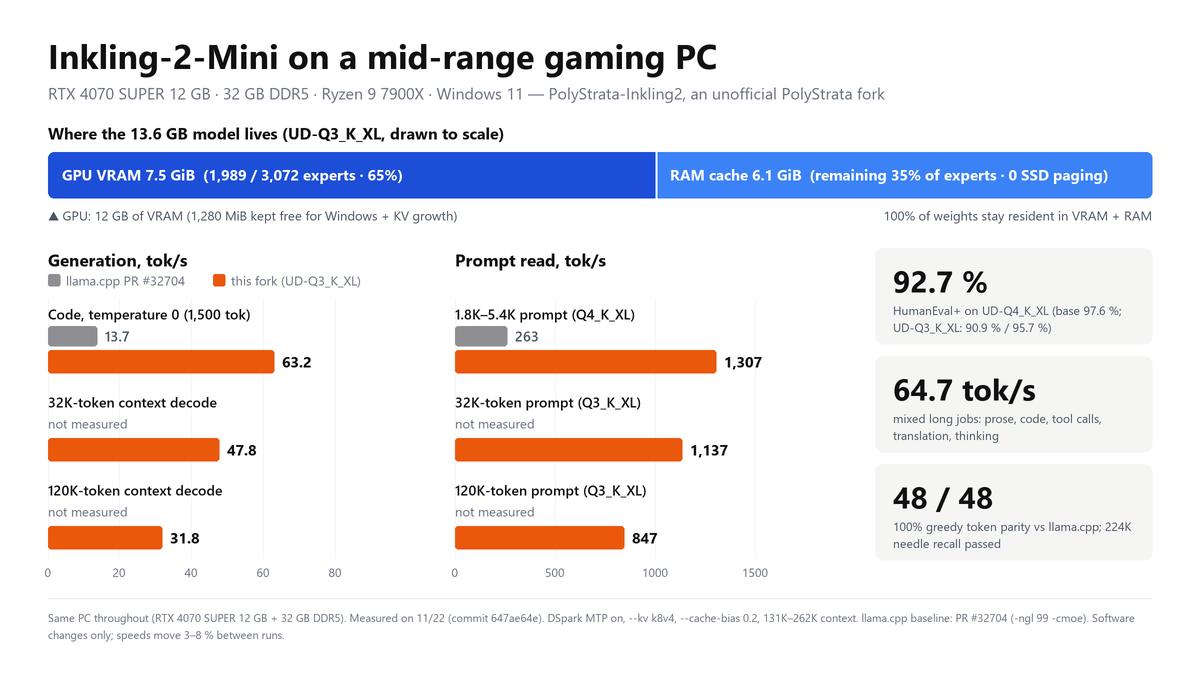 Inkling-2-Mini on a mid-range gaming PC
RTX 4070 SUPER 12 GB · 32 GB DDR5 · Ryzen 9 7900X · Windows 11 — PolyStrata-Inkling2, an unofficial PolyStrata fork
Where the 13.6 GB model lives (UD-Q3_K_XL, drawn to scale)
GPU VRAM 7.5 GiB (1,989 / 3,072 experts · 65%)
RAM cache 6.1 GiB (remaining 35% of experts · 0 SSD paging)
▲ GPU: 12 GB of VRAM (1,280 MiB kept free for Windows + KV growth)
100% of weights stay resident in VRAM + RAM
Generation, tok/s
llama.cpp PR #32704
this fork (UD-Q3_K_XL)
Code, temperature 0 (1,500 tok)
13.7
63.2
32K-token context decode
not measured
47.8
120K-token context decode
not measured
31.8
0 20 40 60 80
Prompt read, tok/s
1.8K–5.4K prompt (Q4_K_XL)
263
1,307
32K-token prompt (Q3_K_XL)
not measured
1,137
120K-token prompt (Q3_K_XL)
not measured
847
0 500 1000 1500
92.7 %
HumanEval+ on UD-Q4_K_XL (base 97.6 %;
UD-Q3_K_XL: 90.9 % / 95.7 %)
64.7 tok/s
mixed long jobs: prose, code, tool calls,
translation, thinking
48 / 48
100% greedy token parity vs llama.cpp; 224K
needle recall passed
Same PC throughout (RTX 4070 SUPER 12 GB + 32 GB DDR5). Measured on 11/22 (commit 647ae64e). DSpark MTP on, --kv k8v4, --cache-bias 0.2, 131K–262K context. llama.cpp baseline: PR #32704 (-ngl 99 -cmoe). Software
changes only; speeds move 3–8 % between runs.